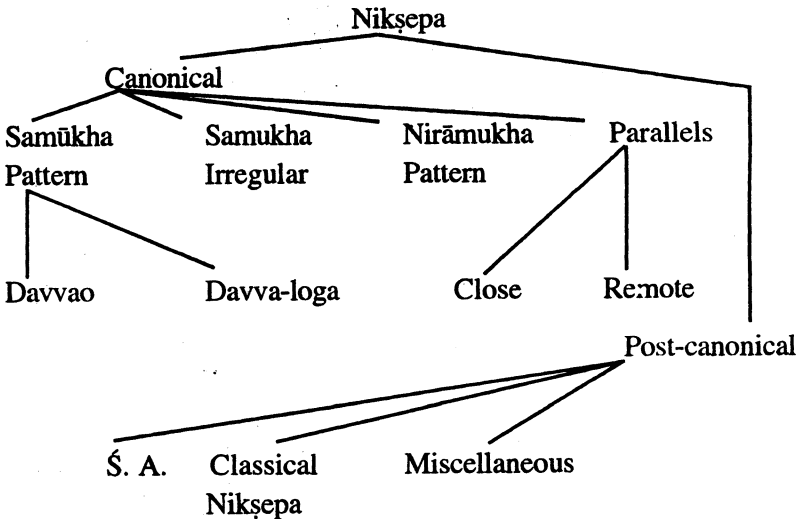 Nikṣepa
Canonical
Samūkha Samukha Nirāmukha Parallels
Pattern Irregular Pattern
Davvao Davva-loga Close Remote
Post-canonical
Ś. A. Classical Miscellaneous
Nikṣepa